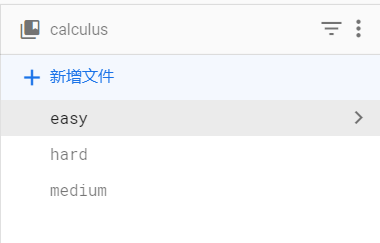 calculus
新增文件
easy
hard
medium